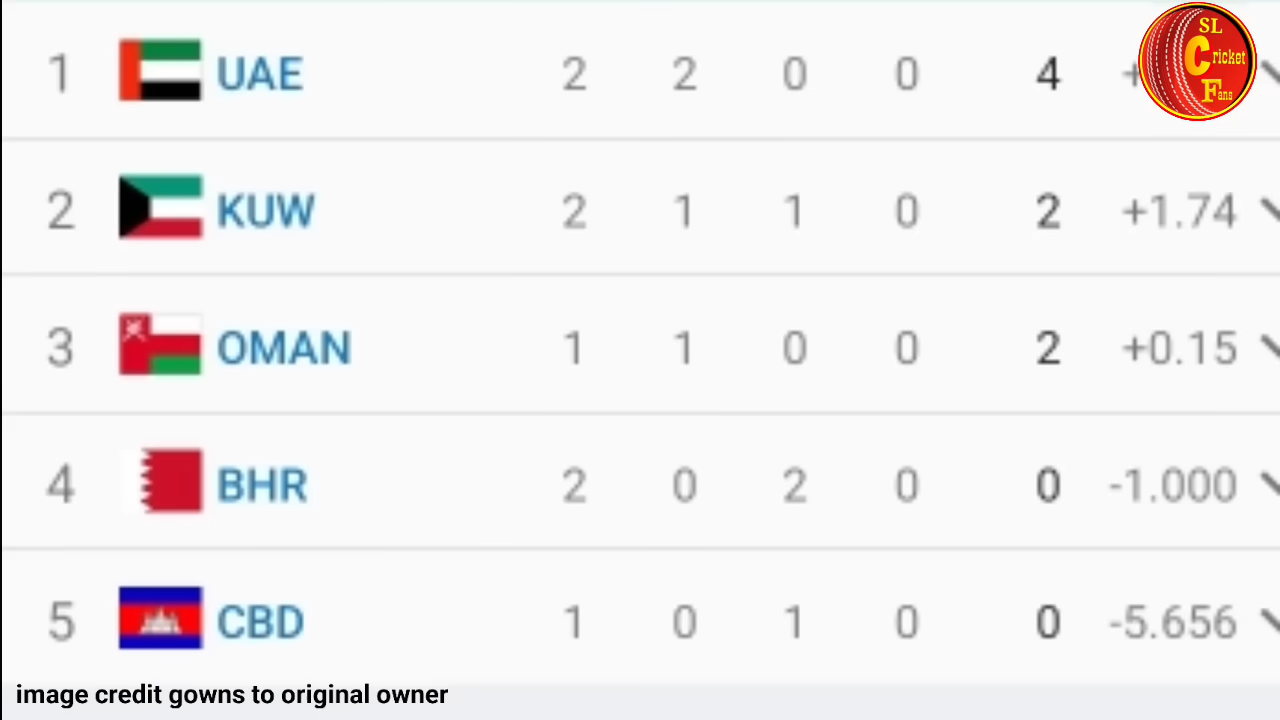 1 UAE 2 2 0 0 4 +
2 KUW 2 1 1 0 2 +1.74
3 OMAN 1 1 0 0 2 +0.15
4 BHR 2 0 2 0 0 -1.000
5 CBD 1 0 1 0 0 -5.656
SL
Cricket
Fans
image credit gowns to original owner